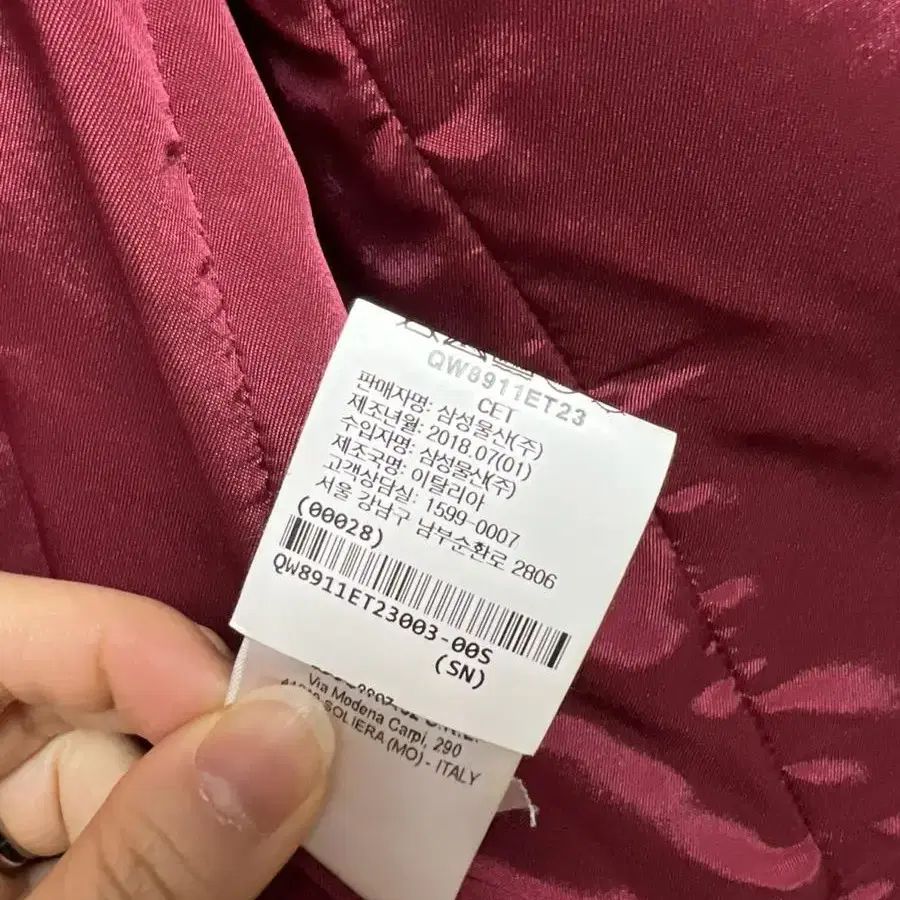 QW8911ET23
CET
판매자명: 삼성물산(주)
제조년월: 2018.07(01)
수입자명: 삼성물산(주)
제조국명: 이탈리아
고객상담실: 1599-0007
서울 강남구 남부순환로 2806
(00028)
QW8911ET23003-00S
(SN)
Via Modena Carpi, 290
SOLIERA (MO) - ITALY